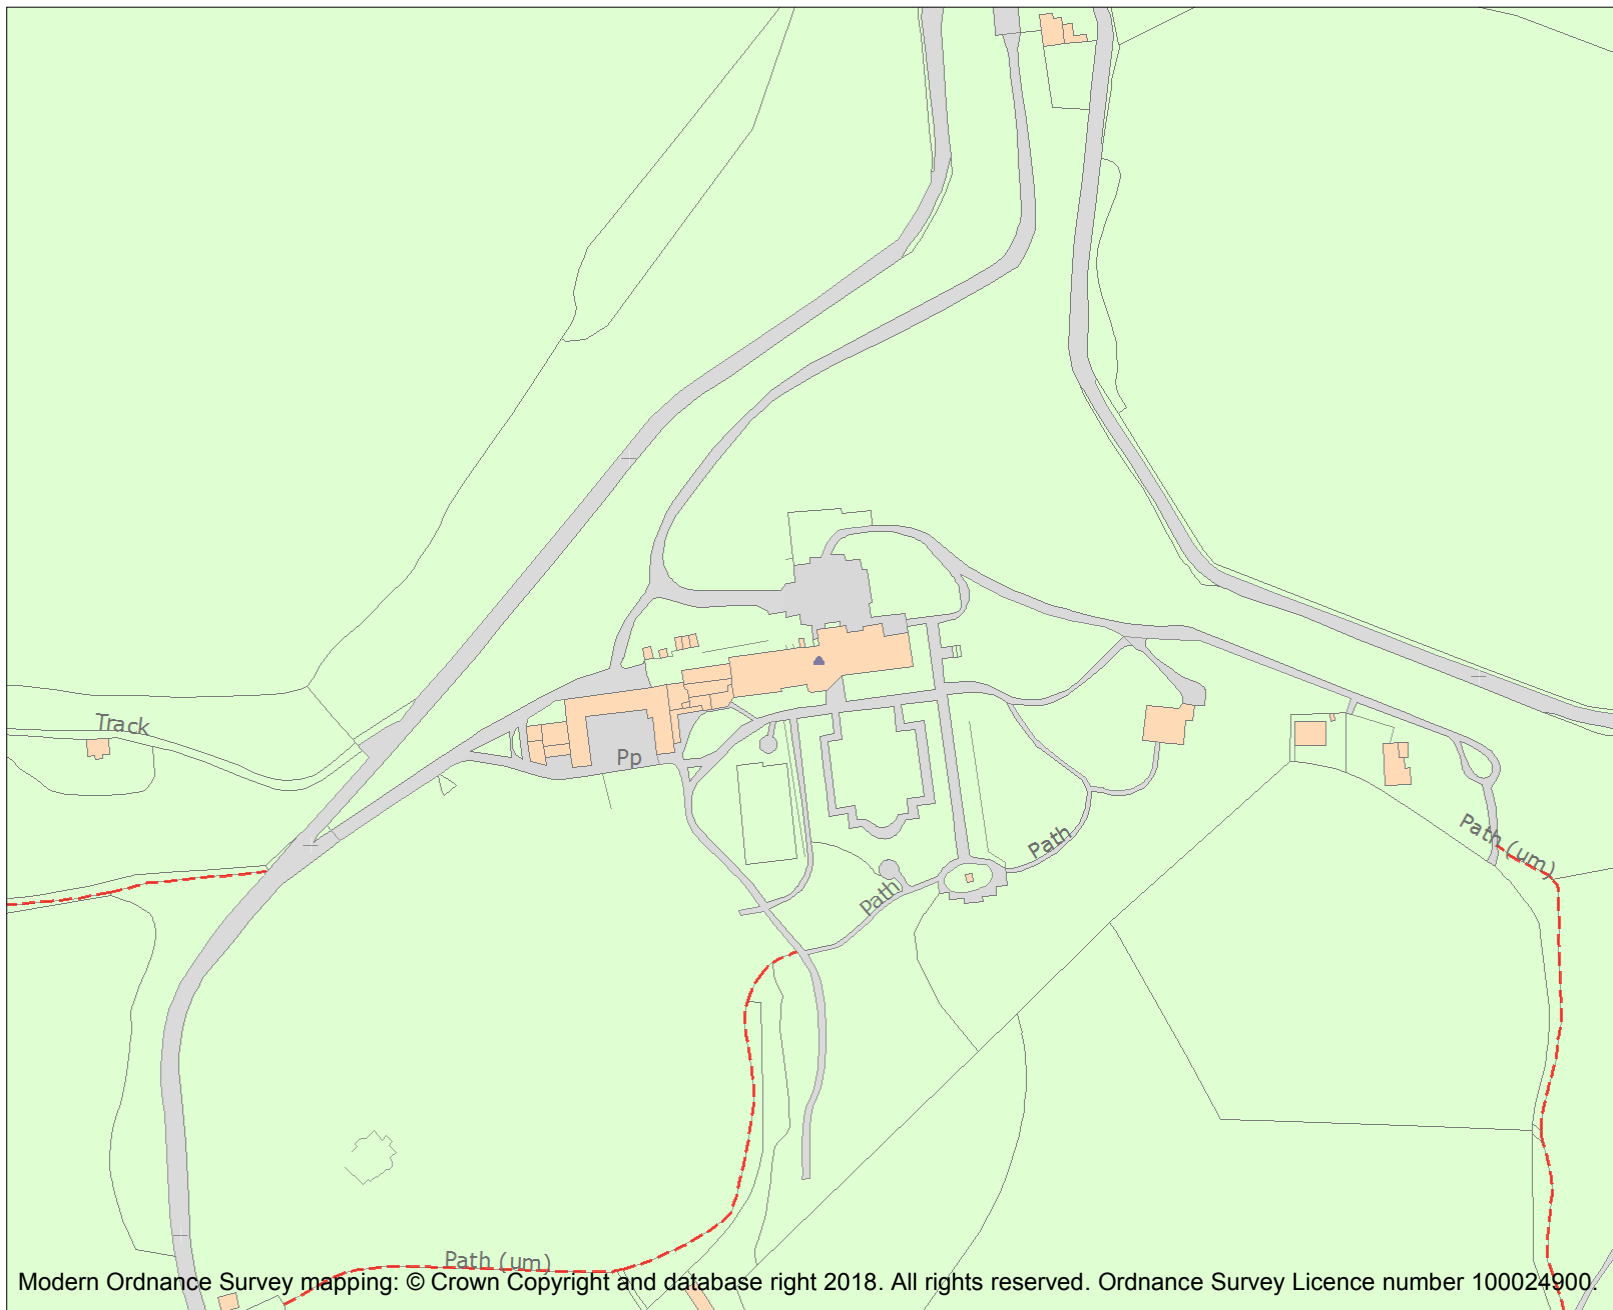 Track
Pp
Path
Path (um)
Path
Path (um)
Modern Ordnance Survey mapping: © Crown Copyright and database right 2018. All rights reserved. Ordnance Survey Licence number 100024900.